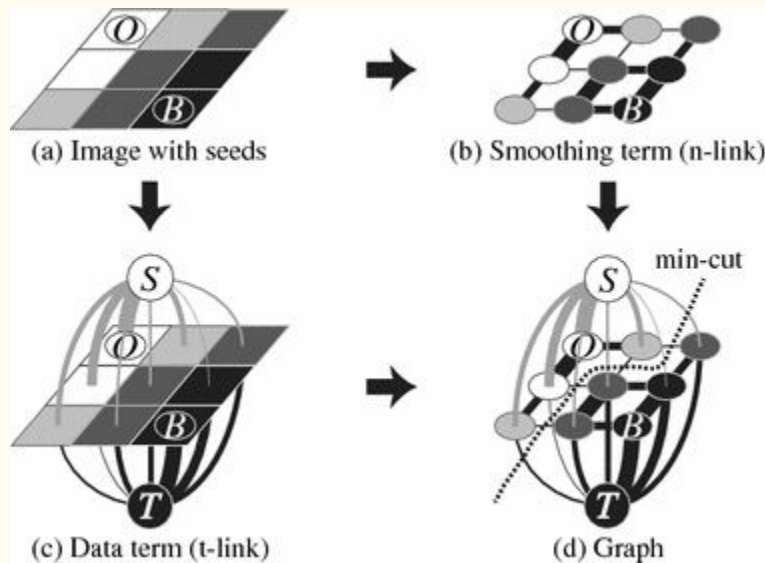 O
B
(a) Image with seeds
O
B
(b) Smoothing term (n-link)
S
O
B
T
(c) Data term (t-link)
min-cut
S
O
B
T
(d) Graph